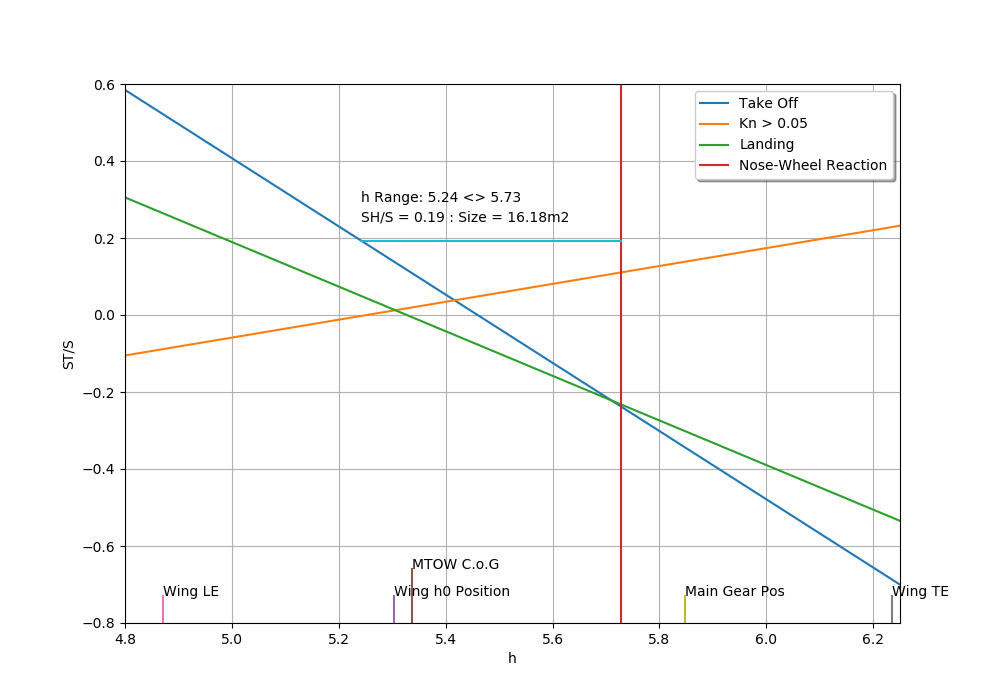 0.6
0.4
0.2
0.0
−0.2
−0.4
−0.6
−0.8
ST/S
4.8
5.0
5.2
5.4
5.6
5.8
6.0
6.2
h
Take Off
Kn > 0.05
Landing
Nose-Wheel Reaction
h Range: 5.24 <> 5.73
SH/S = 0.19 : Size = 16.18m2
MTOW C.o.G
Wing LE
Wing h0 Position
Main Gear Pos
Wing TE